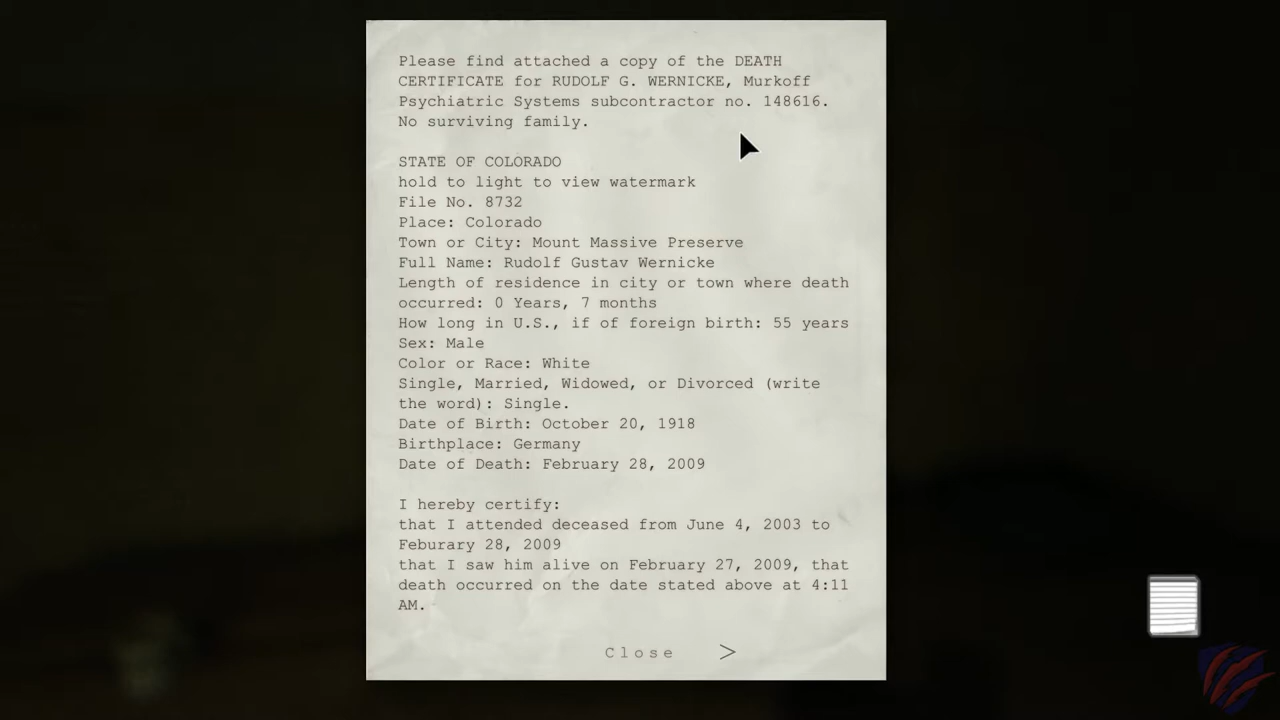 Please find attached a copy of the DEATH
CERTIFICATE for RUDOLF G. WERNICKE, Murkoff
Psychiatric Systems subcontractor no. 148616.
No surviving family.
STATE OF COLORADO
hold to light to view watermark
File No. 8732
Place: Colorado
Town or City: Mount Massive Preserve
Full Name: Rudolf Gustav Wernicke
Length of residence in city or town where death
occurred: 0 Years, 7 months
How long in U.S., if of foreign birth: 55 years
Sex: Male
Color or Race: White
Single, Married, Widowed, or Divorced (write
the word): Single.
Date of Birth: October 20, 1918
Birthplace: Germany
Date of Death: February 28, 2009
I hereby certify:
that I attended deceased from June 4, 2003 to
Feburary 28, 2009
that I saw him alive on February 27, 2009, that
death occurred on the date stated above at 4:11
AM.
Close >